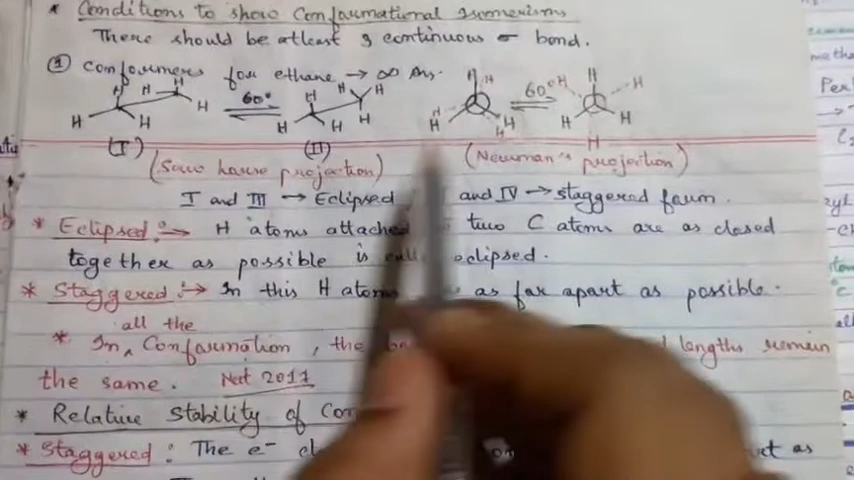 * Conditions to show Conformational Isomerism
There should be atleast 3 continuous σ bond.
① Conformers for ethane → ∞ Ans.
H H H H H H 60° H H H H H H H H H H 60° H H H H H H
(I) (II)
(Saw horse projection) (Newman's projection)
I and III → Eclipsed and IV → staggered form.
* Eclipsed :→ H atoms attached two C atoms are as closed
together as possible is eclipsed.
* Staggered :→ In this H atoms as far apart as possible.
all the
* In Conformation, the lengths remain
the same. Neet 2011
* Relative Stability of
* Staggered : The e⁻ as